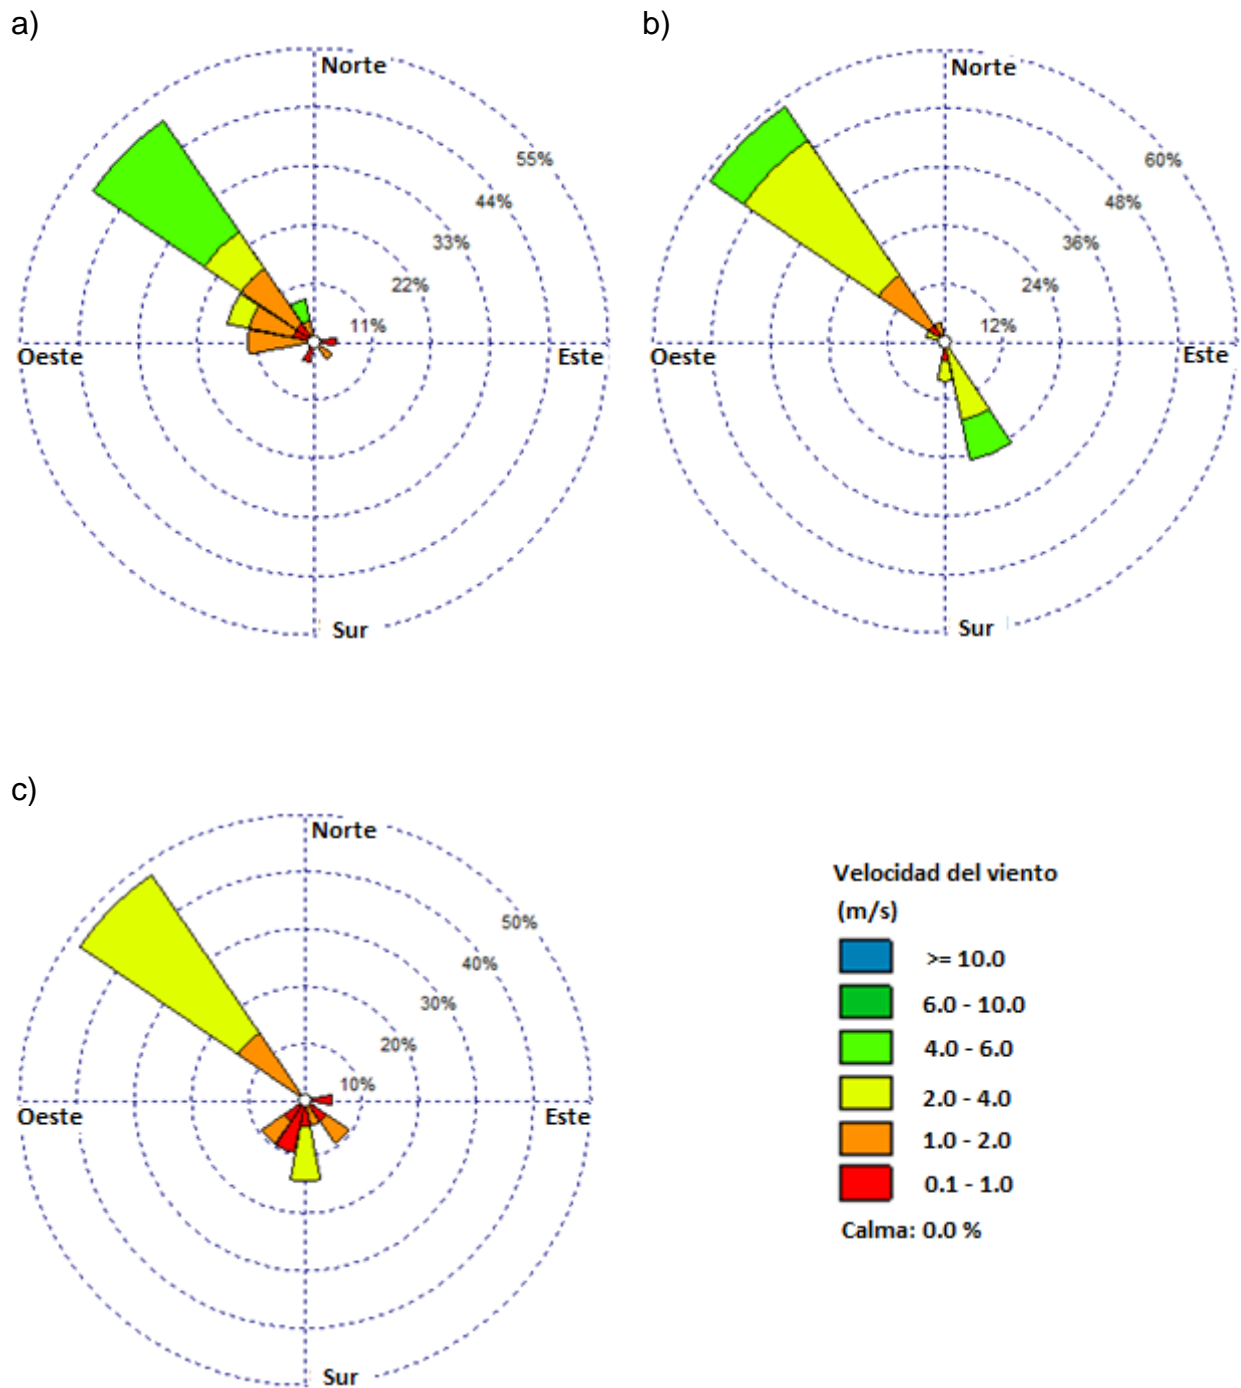 a)
Norte
55%
44%
33%
22%
11%
Oeste
Este
Sur
b)
Norte
60%
48%
36%
24%
12%
Oeste
Este
Sur
c)
Norte
50%
40%
30%
20%
10%
Oeste
Este
Sur
Velocidad del viento
(m/s)
>= 10.0
6.0 - 10.0
4.0 - 6.0
2.0 - 4.0
1.0 - 2.0
0.1 - 1.0
Calma: 0.0 %